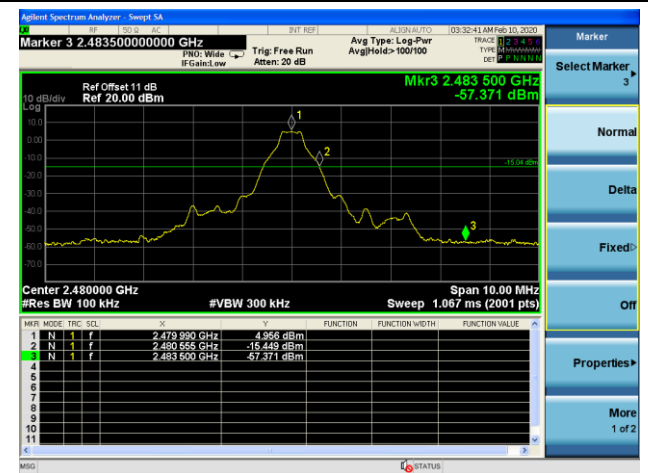 Agilent Spectrum Analyzer - Swept SA
RF 50 Ω AC INT REF ALIGN AUTO 03:32:41 AM Feb 10, 2020
Marker 3 2.483500000000 GHz
PNO: Wide
IFGain:Low
Trig: Free Run
Atten: 20 dB
Avg Type: Log-Pwr
Avg|Hold:>100/100
TRACE 1 2 3 4 5 6
TYPE
DET P P N N N N
Marker
Select Marker
3
Normal
Delta
Fixed
Off
Properties
More
1 of 2
Ref Offset 11 dB
10 dB/div Ref 20.00 dBm
Log
Mkr3 2.483 500 GHz
-57.371 dBm
10.0
0.00
-10.0
-20.0
-30.0
-40.0
-50.0
-60.0
-70.0
1
2
3
-15.04 dBm
Center 2.480000 GHz Span 10.00 MHz
#Res BW 100 kHz #VBW 300 kHz Sweep 1.067 ms (2001 pts)
MKR MODE TRC SCL X Y FUNCTION FUNCTION WIDTH FUNCTION VALUE
1 N 1 f 2.479 990 GHz 4.956 dBm
2 N 1 f 2.480 555 GHz -15.449 dBm
3 N 1 f 2.483 500 GHz -57.371 dBm
4
5
6
7
8
9
10
11
MSG STATUS